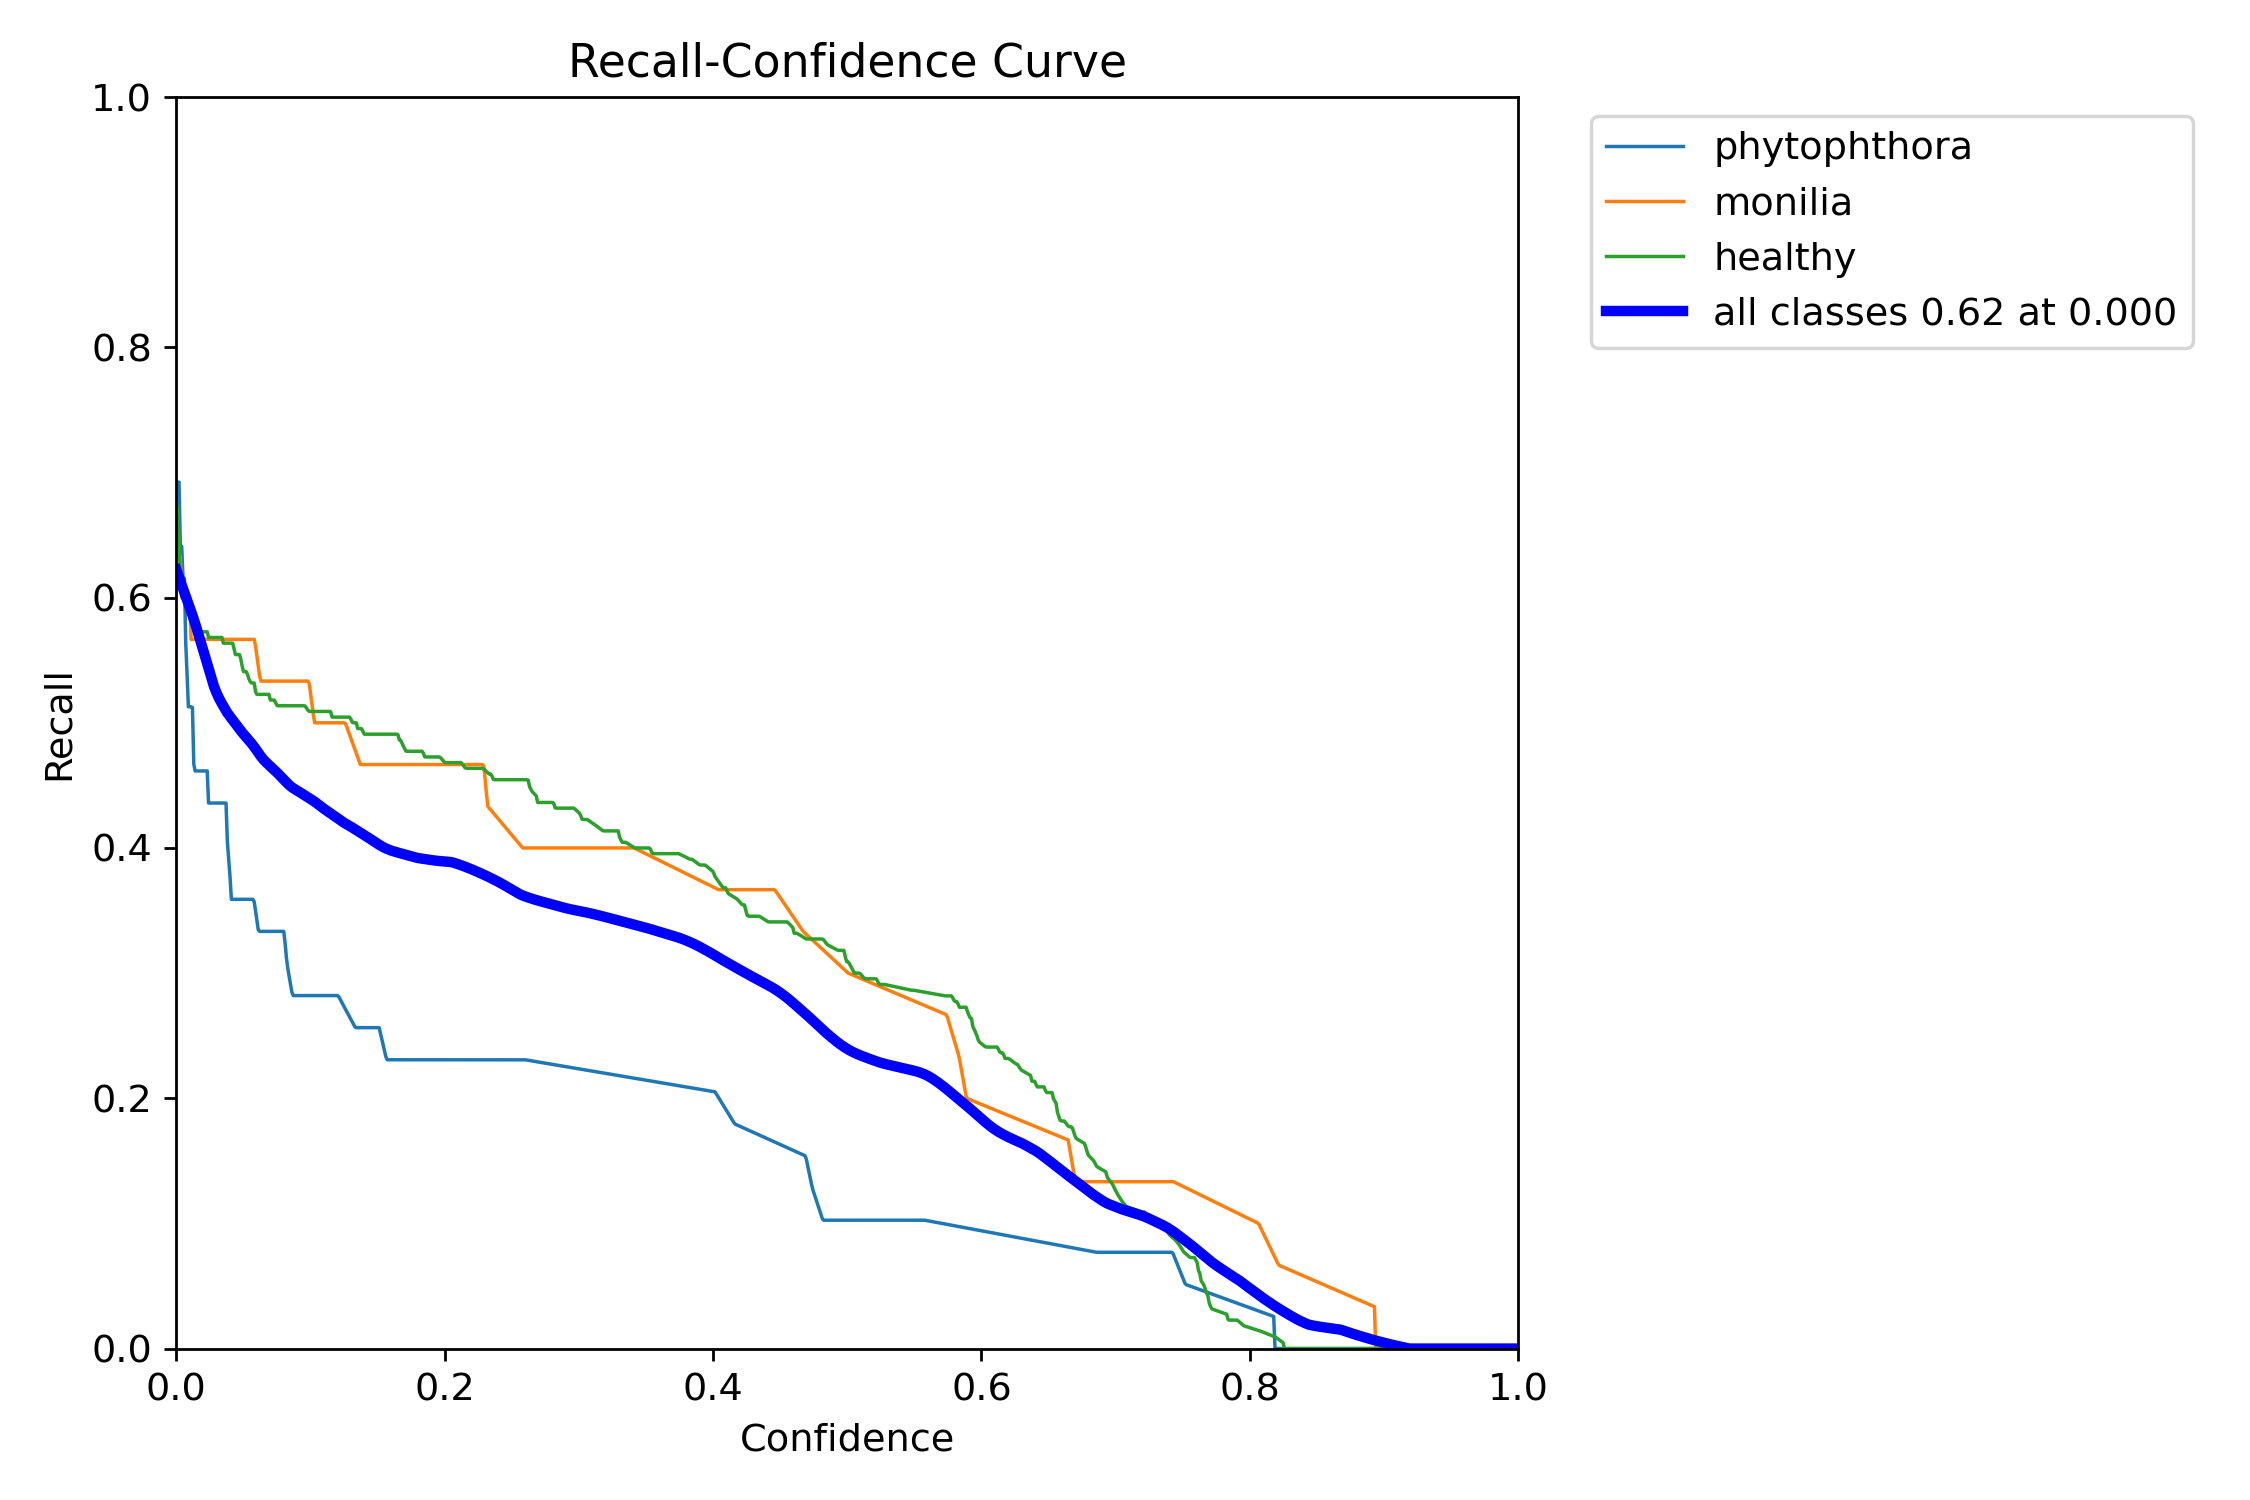 Recall-Confidence Curve
1.0
0.8
0.6
0.4
0.2
0.0
Recall
0.0 0.2 0.4 0.6 0.8 1.0
Confidence
phytophthora
monilia
healthy
all classes 0.62 at 0.000